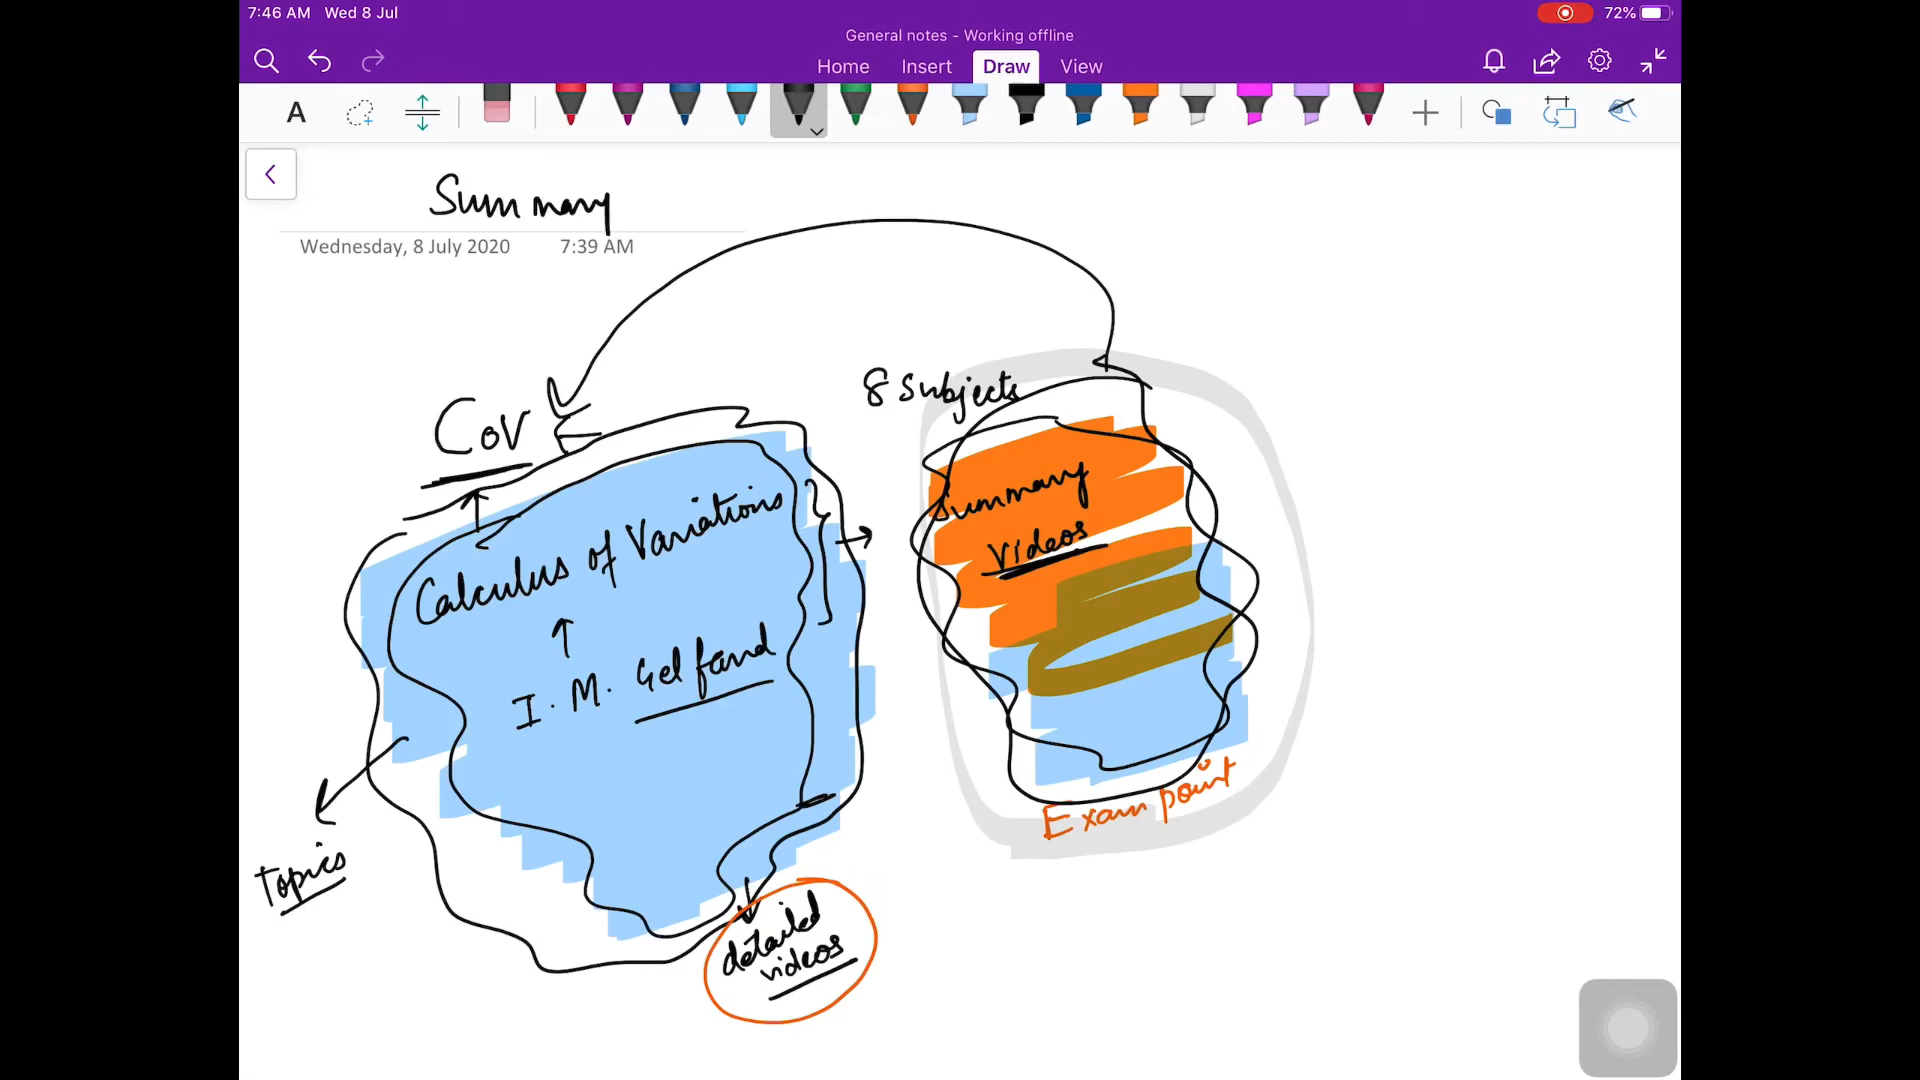 7:46 AM Wed 8 Jul
72%
General notes - Working offline
Home Insert Draw View
A
Summary
Wednesday, 8 July 2020 7:39 AM
8 Subjects
CoV
Summary
Videos
Calculus of Variations
I. M. Gelfand
Exam point
topics
detailed
videos